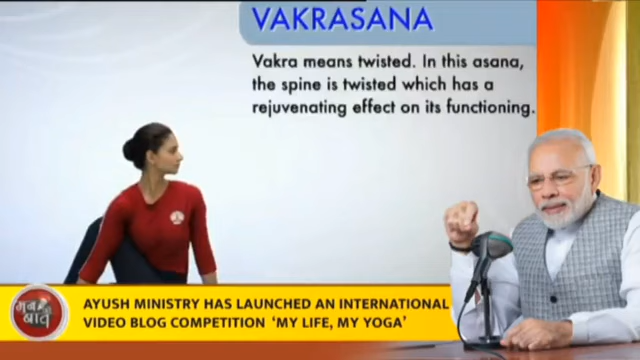 VAKRASANA
Vakra means twisted. In this asana,
the spine is twisted which has a
rejuvenating effect on its functioning.
मन की बात
AYUSH MINISTRY HAS LAUNCHED AN INTERNATIONAL
VIDEO BLOG COMPETITION ‘MY LIFE, MY YOGA’